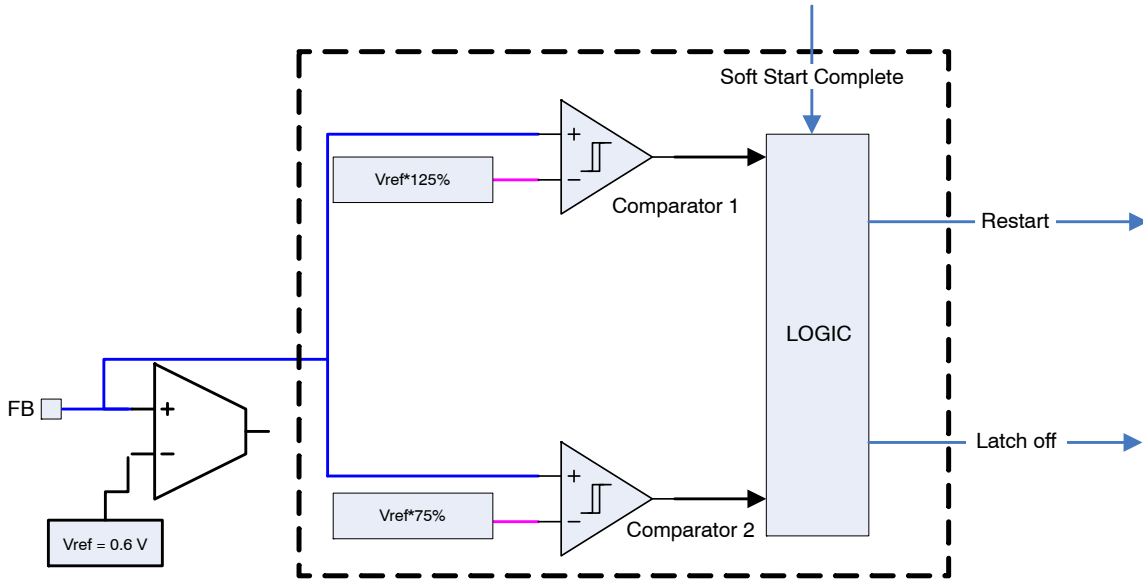 Soft Start Complete
+
Vref*125%
−
Comparator 1
Restart
LOGIC
FB
+
−
Latch off
+
Vref*75%
−
Comparator 2
Vref = 0.6 V